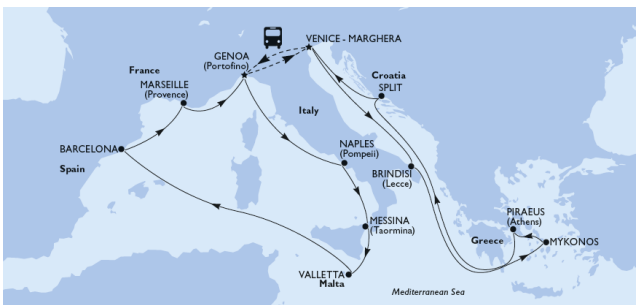 VENICE - MARGHERA
GENOA
(Portofino)
France
MARSEILLE
(Provence)
Croatia
SPLIT
Italy
BARCELONA
Spain
NAPLES
(Pompeii)
BRINDISI
(Lecce)
MESSINA
(Taormina)
PIRAEUS
(Athens)
Greece
MYKONOS
VALLETTA
Malta
Mediterranean Sea